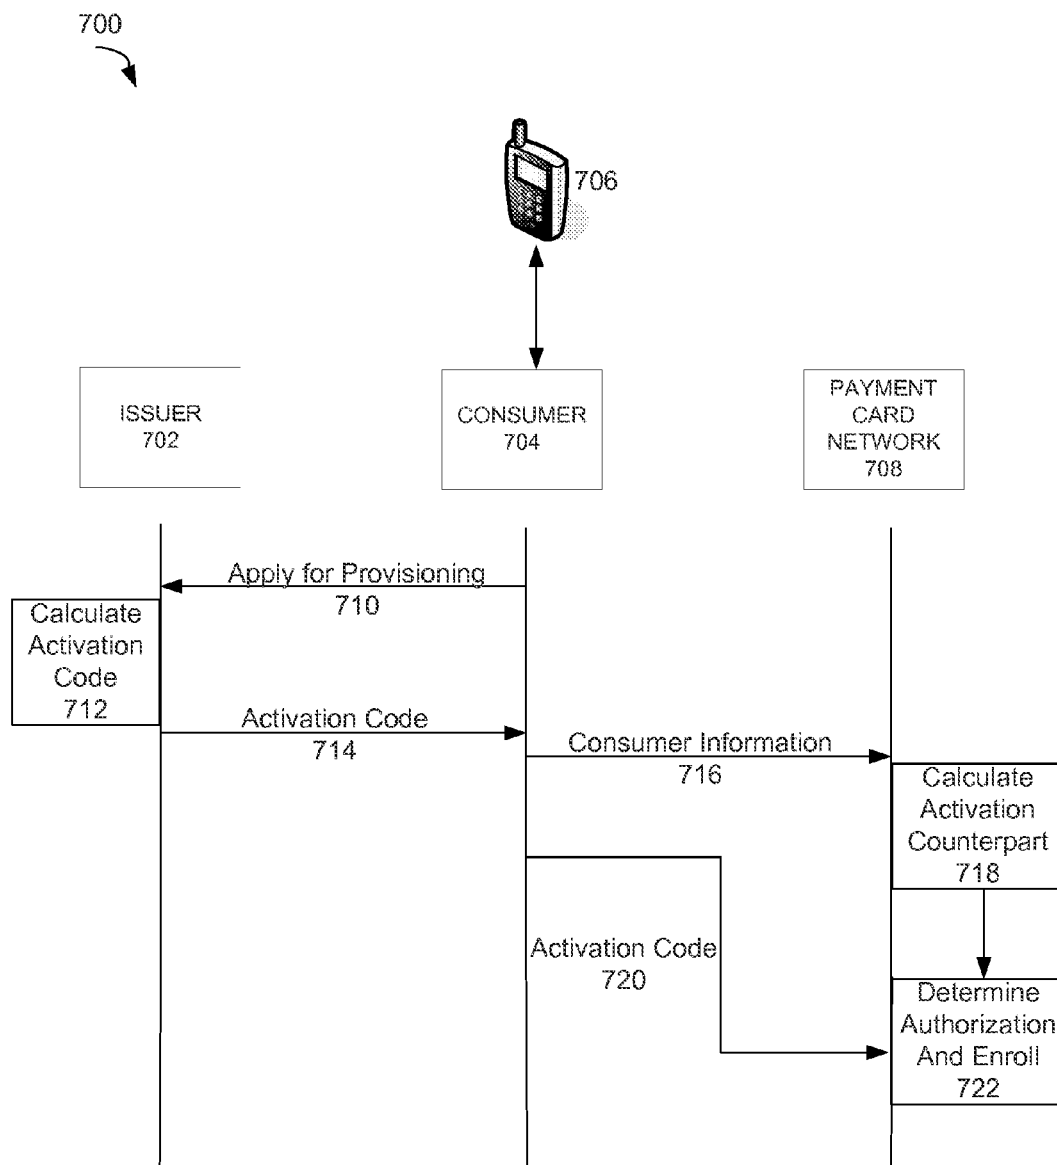 700
706
ISSUER
702
CONSUMER
704
PAYMENT
CARD
NETWORK
708
Apply for Provisioning
710
Calculate
Activation
Code
712
Activation Code
714
Consumer Information
716
Calculate
Activation
Counterpart
718
Activation Code
720
Determine
Authorization
And Enroll
722